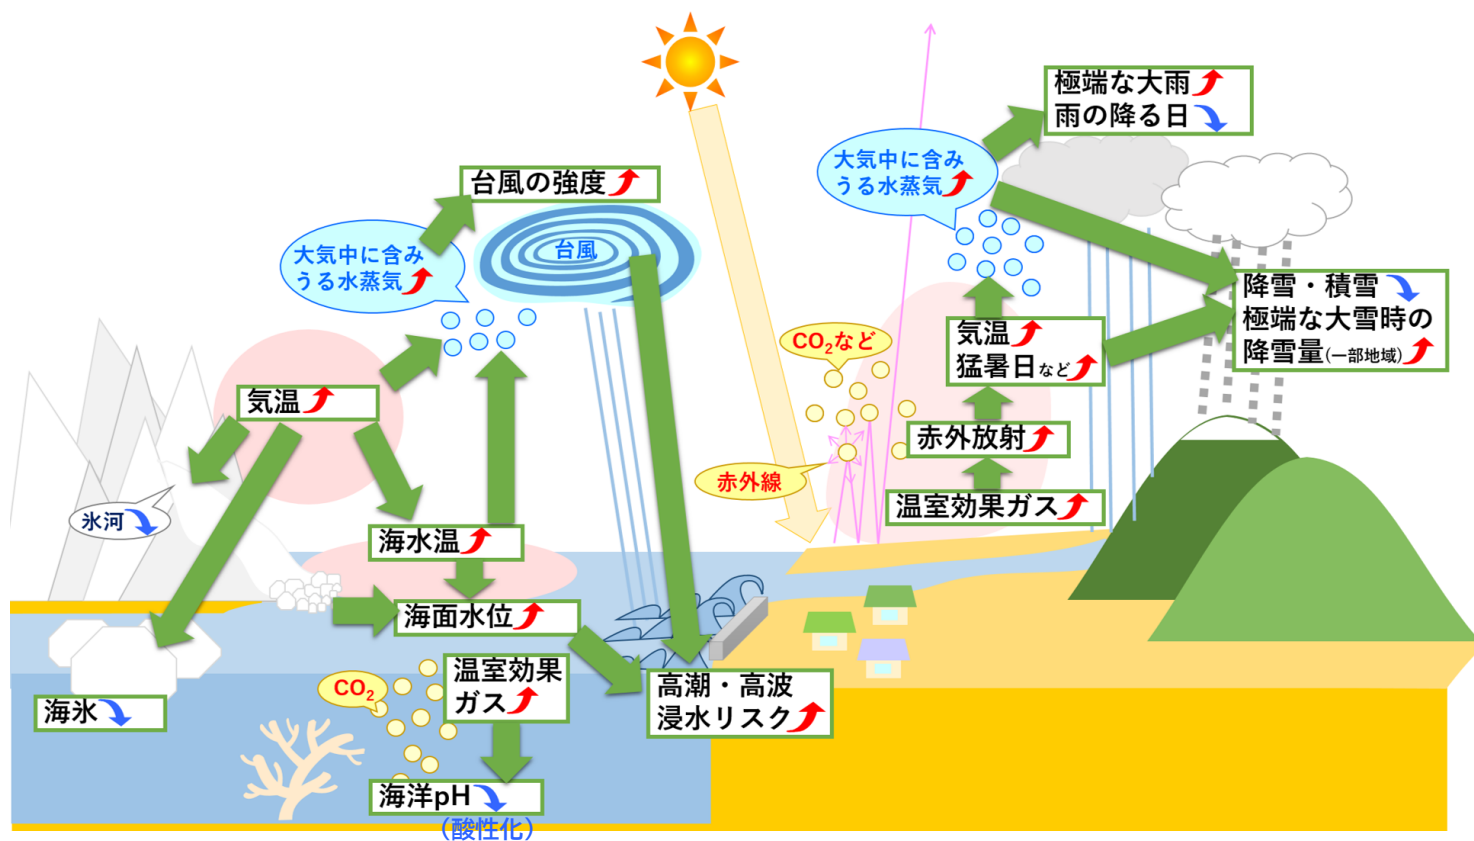 極端な大雨
雨の降る日
大気中に含み
うる水蒸気
台風の強度
台風
大気中に含み
うる水蒸気
降雪・積雪
極端な大雪時の
降雪量(一部地域)
気温
猛暑日など
CO₂など
気温
赤外放射
赤外線
温室効果ガス
氷河
海水温
海面水位
温室効果
ガス
CO₂
高潮・高波
浸水リスク
海氷
海洋pH
(酸性化)